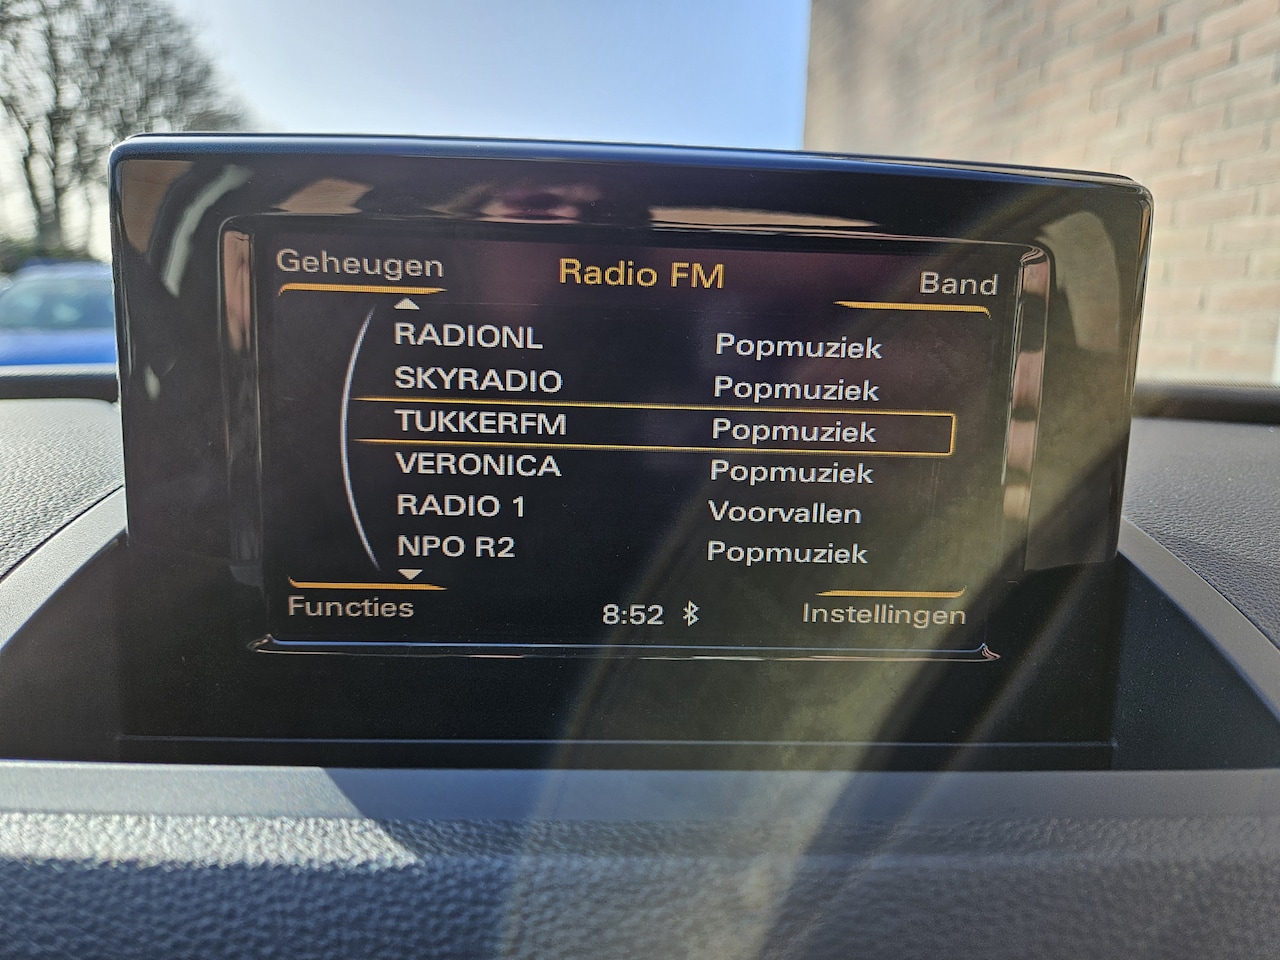 Geheugen Radio FM Band
RADIONL Popmuziek
SKYRADIO Popmuziek
TUKKERFM Popmuziek
VERONICA Popmuziek
RADIO 1 Voorvallen
NPO R2 Popmuziek
Functies 8:52 Instellingen